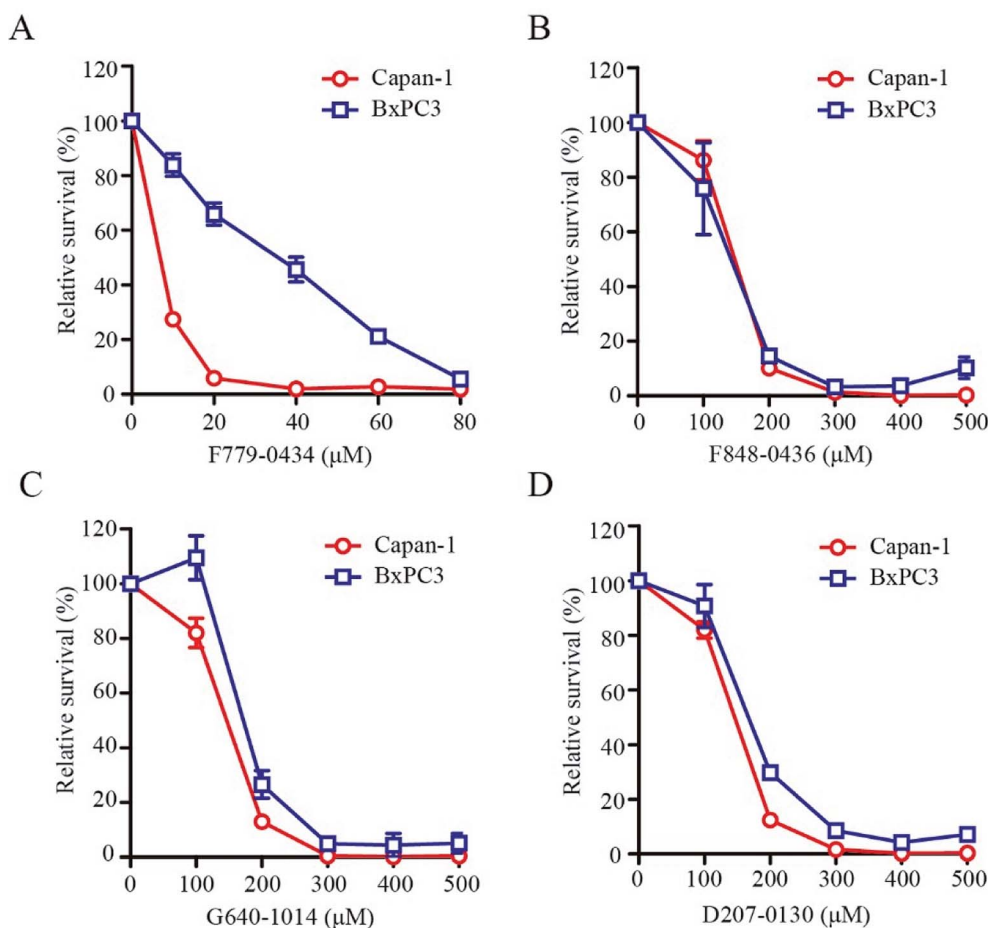 A
Relative survival (%)
120
100
80
60
40
20
0
0 20 40 60 80
F779-0434 (μM)
Capan-1
BxPC3
B
Relative survival (%)
120
100
80
60
40
20
0
0 100 200 300 400 500
F848-0436 (μM)
Capan-1
BxPC3
C
Relative survival (%)
120
100
80
60
40
20
0
0 100 200 300 400 500
G640-1014 (μM)
Capan-1
BxPC3
D
Relative survival (%)
120
100
80
60
40
20
0
0 100 200 300 400 500
D207-0130 (μM)
Capan-1
BxPC3